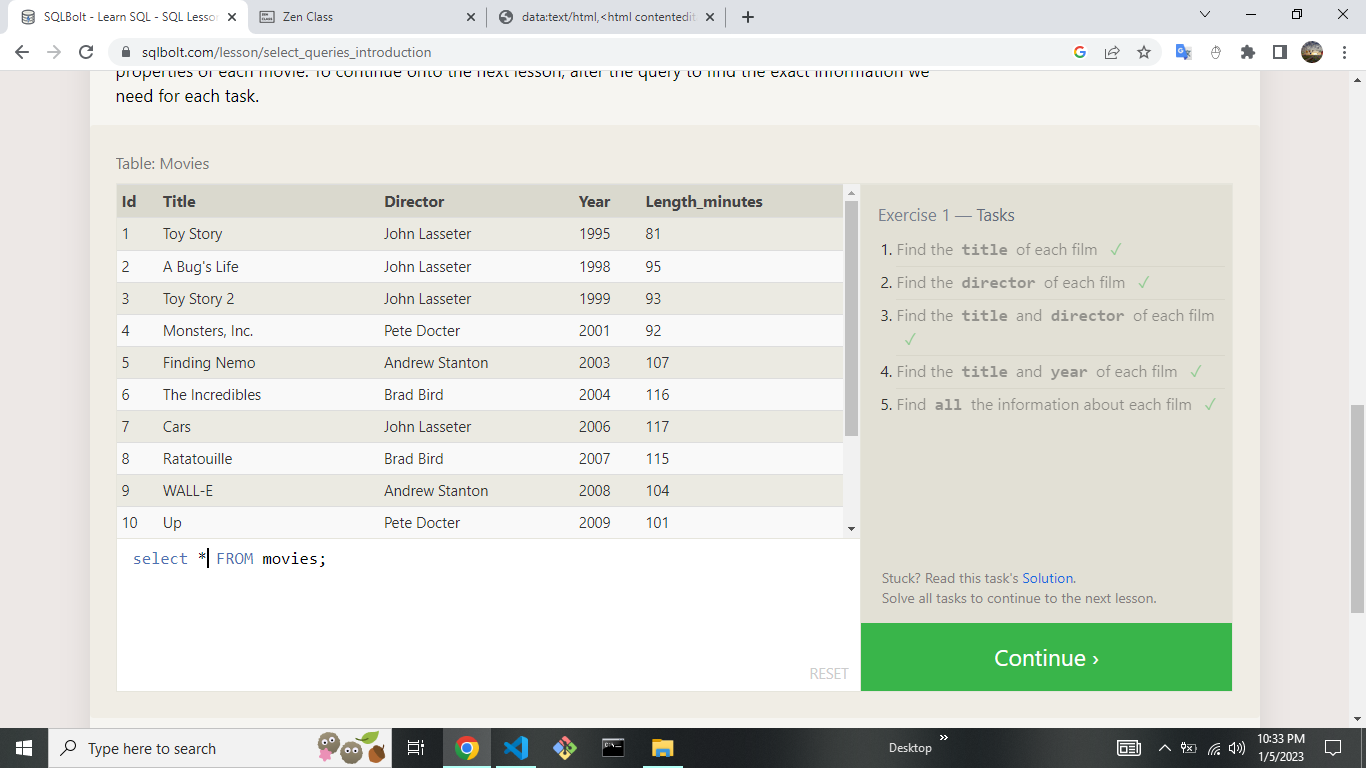 SQLBolt - Learn SQL - SQL Lesson
Zen Class
data:text/html,<html contentedit
sqlbolt.com/lesson/select_queries_introduction
properties of each movie. To continue onto the next lesson, alter the query to find the exact information we
need for each task.
Table: Movies
Id Title Director Year Length_minutes
1 Toy Story John Lasseter 1995 81
2 A Bug's Life John Lasseter 1998 95
3 Toy Story 2 John Lasseter 1999 93
4 Monsters, Inc. Pete Docter 2001 92
5 Finding Nemo Andrew Stanton 2003 107
6 The Incredibles Brad Bird 2004 116
7 Cars John Lasseter 2006 117
8 Ratatouille Brad Bird 2007 115
9 WALL-E Andrew Stanton 2008 104
10 Up Pete Docter 2009 101
select * FROM movies;
RESET
Exercise 1 — Tasks
1. Find the title of each film ✓
2. Find the director of each film ✓
3. Find the title and director of each film
✓
4. Find the title and year of each film ✓
5. Find all the information about each film ✓
Stuck? Read this task's Solution.
Solve all tasks to continue to the next lesson.
Continue ›
Type here to search
Desktop
10:33 PM
1/5/2023